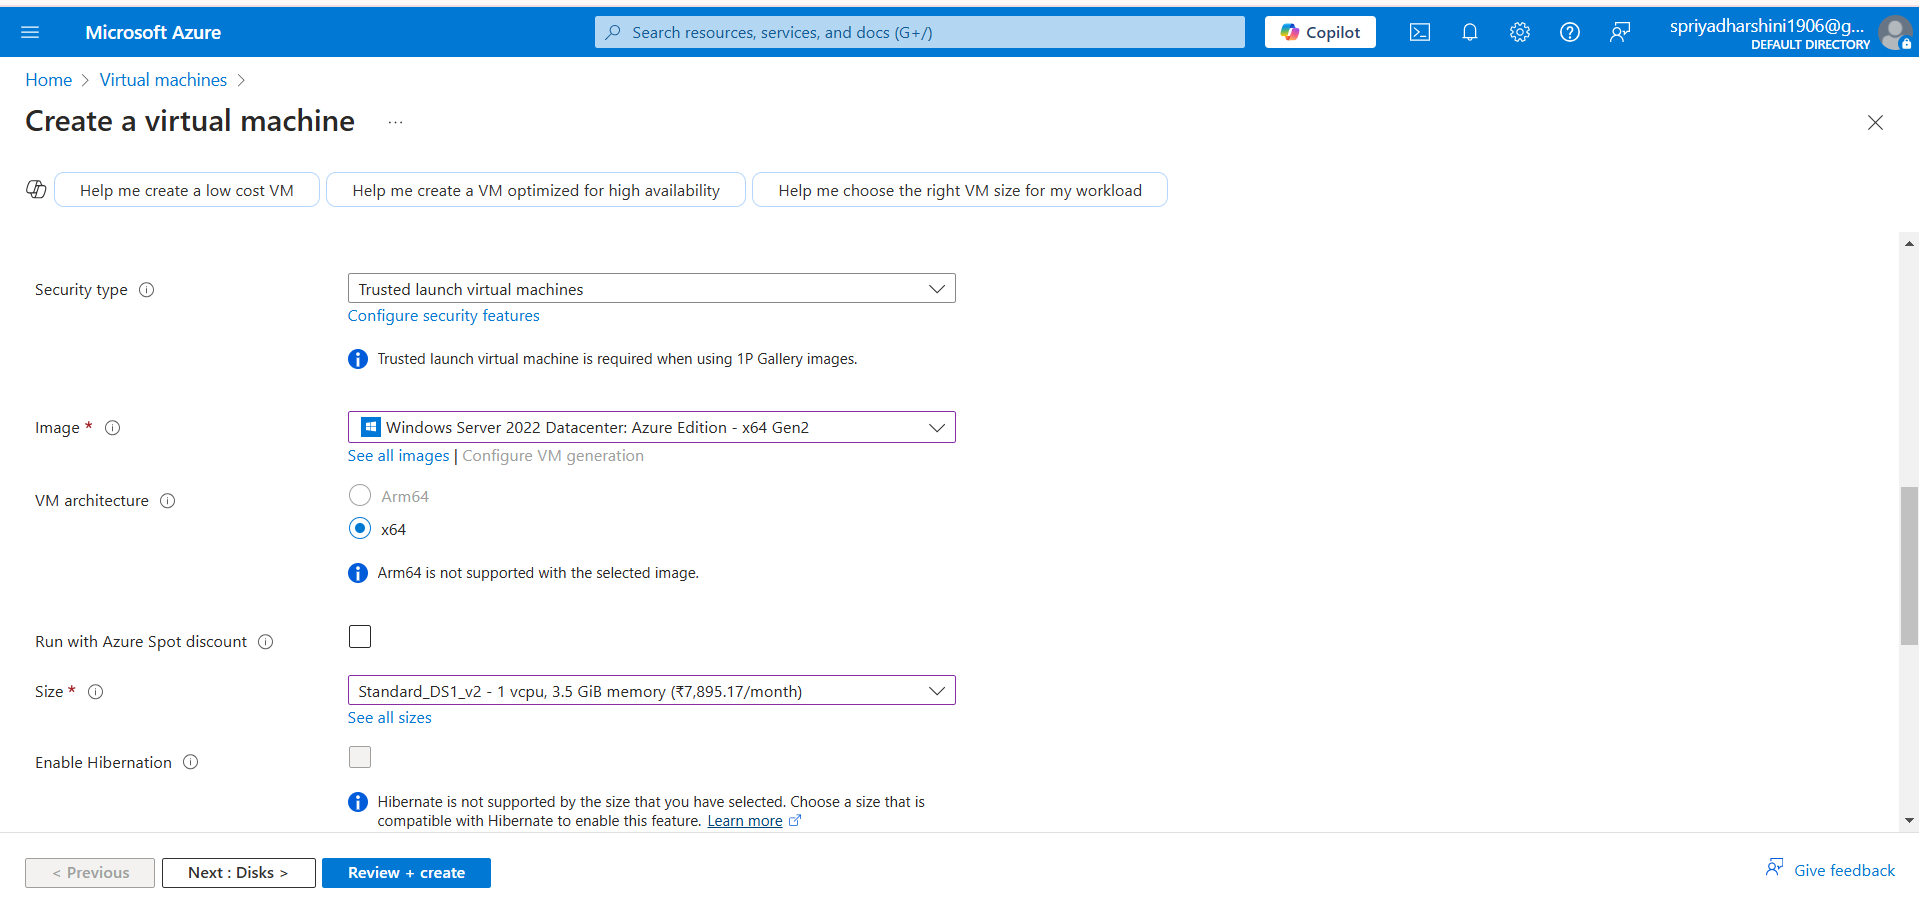 Microsoft Azure
Search resources, services, and docs (G+/)
Copilot
spriyadharshini1906@g...
DEFAULT DIRECTORY
Home > Virtual machines >
Create a virtual machine ...
Help me create a low cost VM
Help me create a VM optimized for high availability
Help me choose the right VM size for my workload
Security type
Trusted launch virtual machines
Configure security features
Trusted launch virtual machine is required when using 1P Gallery images.
Image *
Windows Server 2022 Datacenter: Azure Edition - x64 Gen2
See all images | Configure VM generation
VM architecture
Arm64
x64
Arm64 is not supported with the selected image.
Run with Azure Spot discount
Size *
Standard_DS1_v2 - 1 vcpu, 3.5 GiB memory (₹7,895.17/month)
See all sizes
Enable Hibernation
Hibernate is not supported by the size that you have selected. Choose a size that is
compatible with Hibernate to enable this feature. Learn more
< Previous
Next : Disks >
Review + create
Give feedback